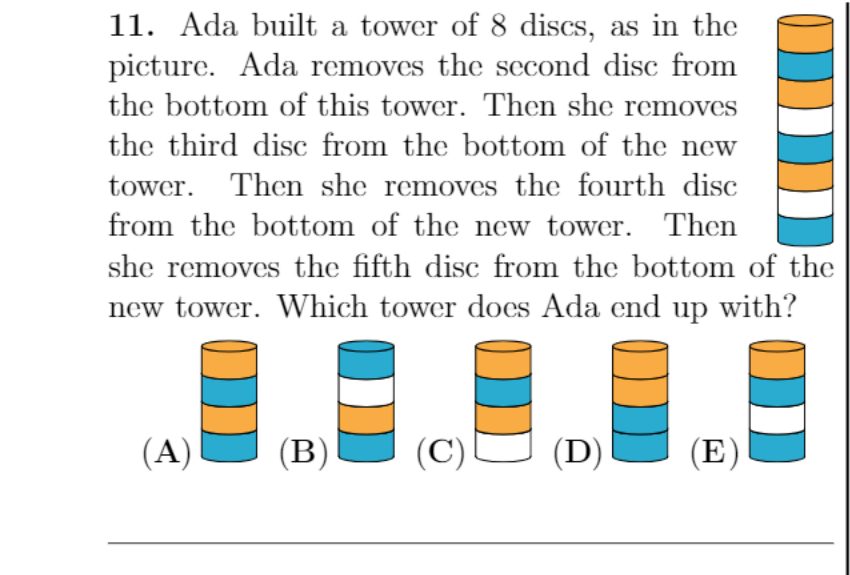 11. Ada built a tower of 8 discs, as in the
picture. Ada removes the second disc from
the bottom of this tower. Then she removes
the third disc from the bottom of the new
tower. Then she removes the fourth disc
from the bottom of the new tower. Then
she removes the fifth disc from the bottom of the
new tower. Which tower does Ada end up with?
(A) (B) (C) (D) (E)